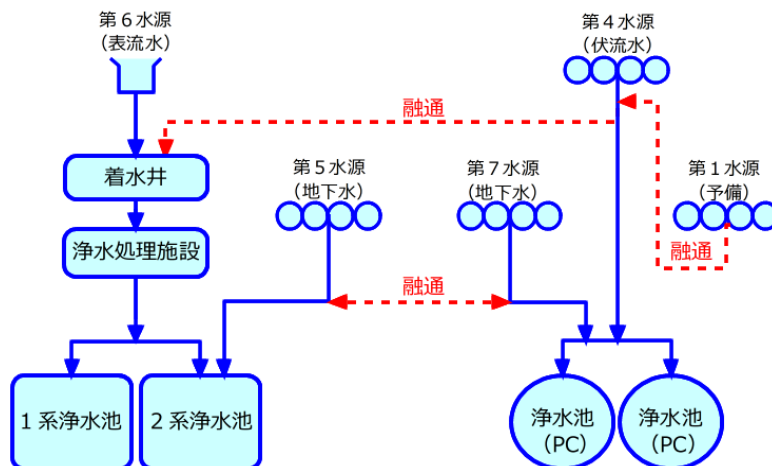 第６水源
（表流水）
第４水源
（伏流水）
融通
着水井
第５水源
（地下水）
第７水源
（地下水）
第１水源
（予備）
浄水処理施設
融通
融通
１系浄水池
２系浄水池
浄水池
（PC）
浄水池
（PC）